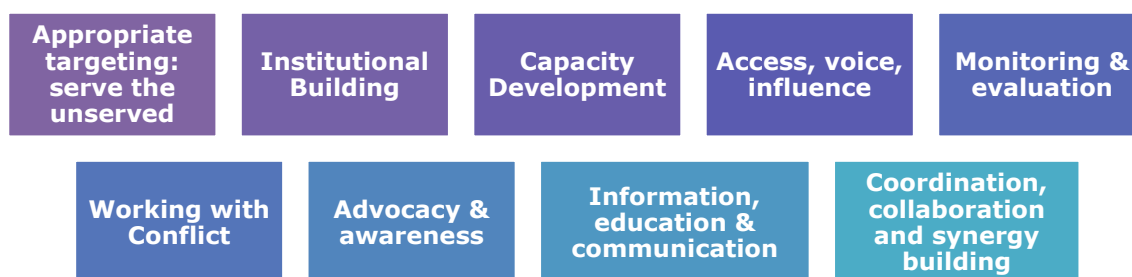 Appropriate
targeting:
serve the
unserved
Institutional
Building
Capacity
Development
Access, voice,
influence
Monitoring &
evaluation
Working with
Conflict
Advocacy &
awareness
Information,
education &
communication
Coordination,
collaboration
and synergy
building